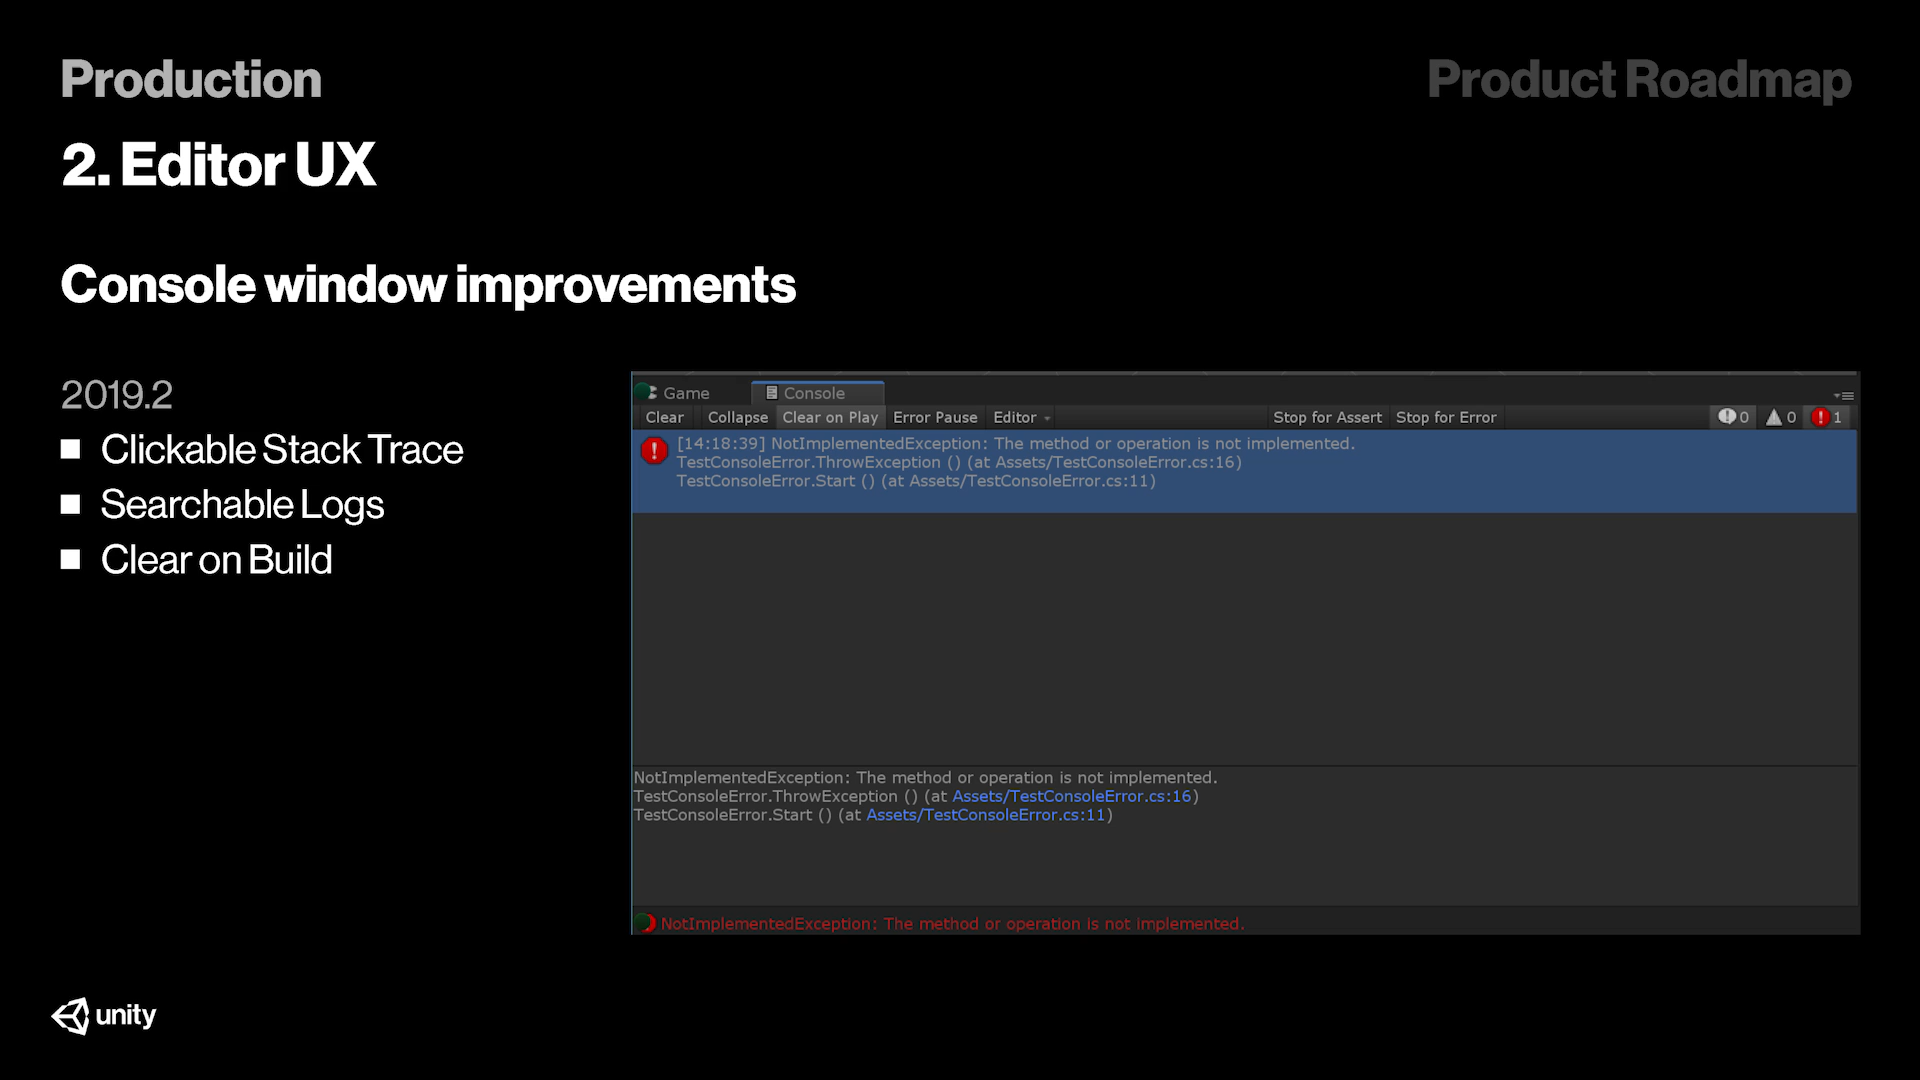 Production
Product Roadmap
2. Editor UX
Console window improvements
2019.2
Clickable Stack Trace
Searchable Logs
Clear on Build
Game
Console
Clear Collapse Clear on Play Error Pause Editor Stop for Assert Stop for Error 0 0 1
[14:18:39] NotImplementedException: The method or operation is not implemented.
TestConsoleError.ThrowException () (at Assets/TestConsoleError.cs:16)
TestConsoleError.Start () (at Assets/TestConsoleError.cs:11)
NotImplementedException: The method or operation is not implemented.
TestConsoleError.ThrowException () (at Assets/TestConsoleError.cs:16)
TestConsoleError.Start () (at Assets/TestConsoleError.cs:11)
NotImplementedException: The method or operation is not implemented.
unity